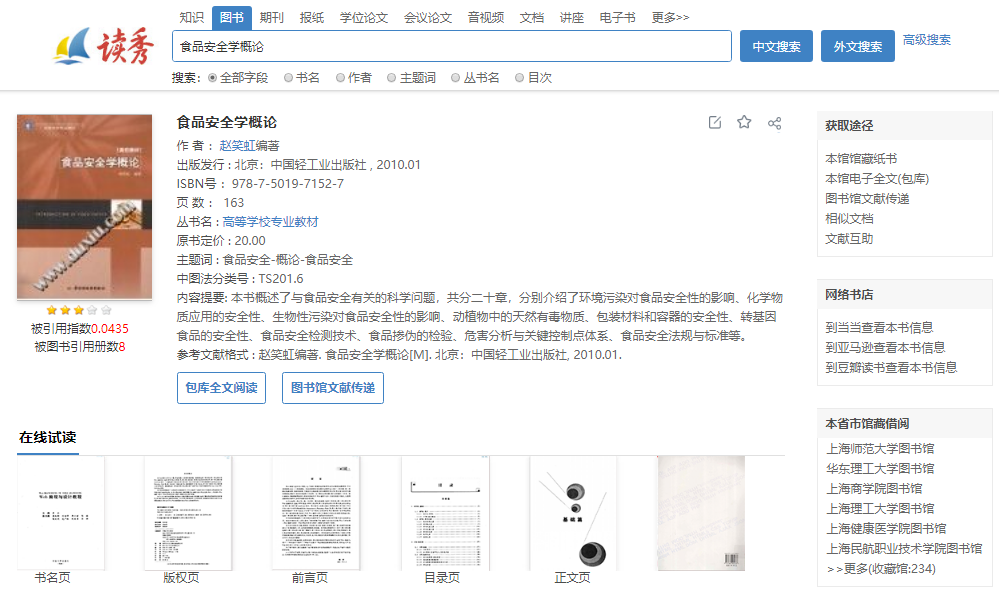 知识 图书 期刊 报纸 学位论文 会议论文 音视频 文档 讲座 电子书 更多>>
读秀
食品安全学概论
中文搜索 外文搜索 高级搜索
搜索: 全部字段 书名 作者 主题词 丛书名 目次
食品安全学概论
www.duxiu.com
被引用指数0.0435
被图书引用册数8
食品安全学概论
作 者 : 赵笑虹编著
出版发行 : 北京：中国轻工业出版社 , 2010.01
ISBN号 : 978-7-5019-7152-7
页 数 : 163
丛书名 : 高等学校专业教材
原书定价 : 20.00
主题词 : 食品安全-概论-食品安全
中图法分类号 : TS201.6
内容提要: 本书概述了与食品安全有关的科学问题，共分二十章，分别介绍了环境污染对食品安全性的影响、化学物
质应用的安全性、生物性污染对食品安全性的影响、动植物中的天然有毒物质、包装材料和容器的安全性、转基因
食品的安全性、食品安全检测技术、食品掺伪的检验、危害分析与关键控制点体系、食品安全法规与标准等。
参考文献格式 : 赵笑虹编著. 食品安全学概论[M]. 北京：中国轻工业出版社, 2010.01.
包库全文阅读 图书馆文献传递
获取途径
本馆馆藏纸书
本馆电子全文(包库)
图书馆文献传递
相似文档
文献互助
网络书店
到当当查看本书信息
到亚马逊查看本书信息
到豆瓣读书查看本书信息
本省市馆藏借阅
上海师范大学图书馆
华东理工大学图书馆
上海商学院图书馆
上海理工大学图书馆
上海健康医学院图书馆
上海民航职业技术学院图书馆
>>更多(收藏馆:234)
在线试读
基础篇
书名页 版权页 前言页 目录页 正文页